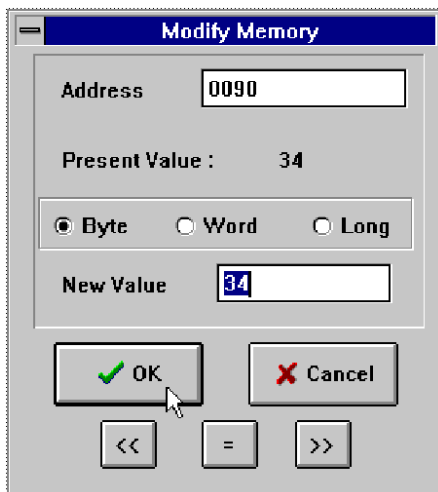 Modify Memory
Address 0090
Present Value : 34
Byte Word Long
New Value 34
OK Cancel
<< = >>